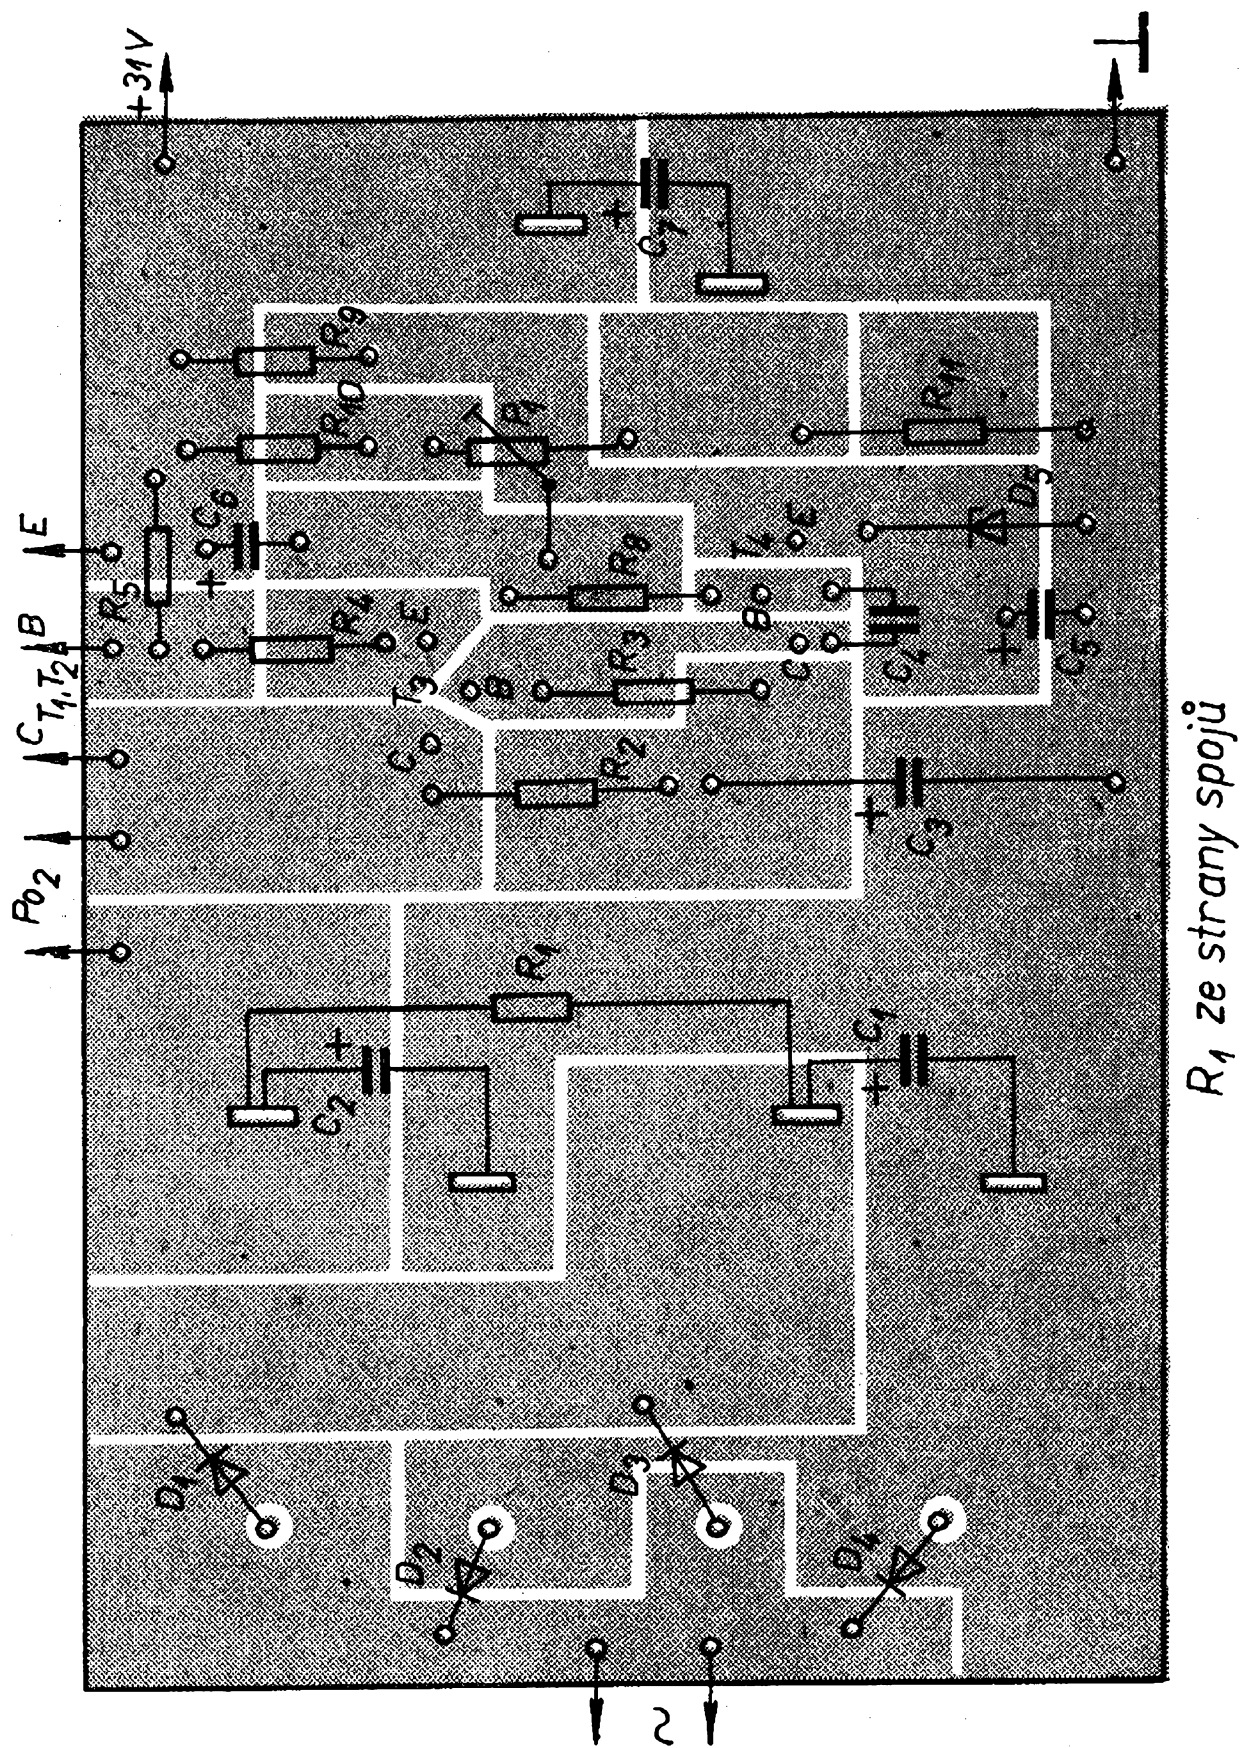 +31V
E
B
C T₁,T₂
Po₂
C₇
R₉
R₁₀
P₁
R₁₁
C₆
R₅
R₄
E
T₃
B
C
R₈
T₄
E
B
C
D₅
R₃
C₄
C₅
+
+
+
R₂
C₃
+
R₁
C₂
+
C₁
+
D₁
D₂
D₃
D₄
~
R₁ ze strany spojů